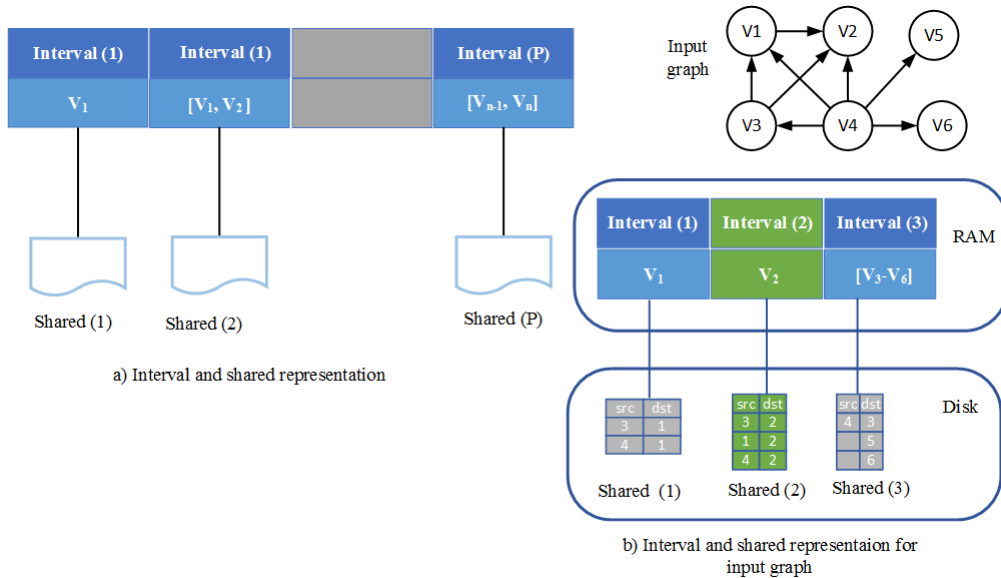 Interval (1) Interval (1) Interval (P)
V1 [V1, V2 ] [Vn-1, Vn]
Shared (1) Shared (2) Shared (P)
a) Interval and shared representation
Input
graph
V1 V2 V5
V3 V4 V6
Interval (1) Interval (2) Interval (3)
RAM
V1 V2 [V3-V6]
Disk
src dst
3 1
4 1
Shared (1)
src dst
3 2
1 2
4 2
Shared (2)
src dst
4 3
5
6
Shared (3)
b) Interval and shared representaion for
input graph